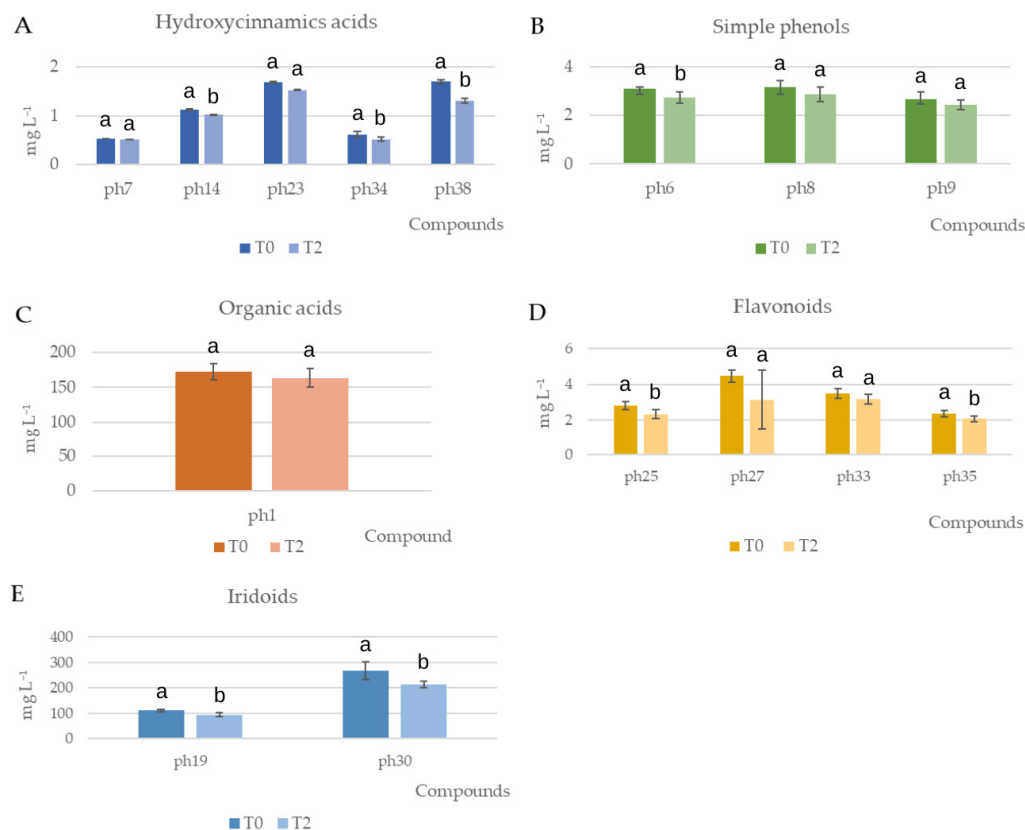 A
Hydroxycinnamics acids
mg L⁻¹
2
1
0
a a a b a a a b a b
ph7 ph14 ph23 ph34 ph38
Compounds
T0 T2
B
Simple phenols
mg L⁻¹
4
2
0
a b a a a a
ph6 ph8 ph9
Compounds
T0 T2
C
Organic acids
mg L⁻¹
200
150
100
50
0
a a
ph1
Compound
T0 T2
D
Flavonoids
mg L⁻¹
6
4
2
0
a b a a a a a b
ph25 ph27 ph33 ph35
Compounds
T0 T2
E
Iridoids
mg L⁻¹
400
300
200
100
0
a b a b
ph19 ph30
Compounds
T0 T2